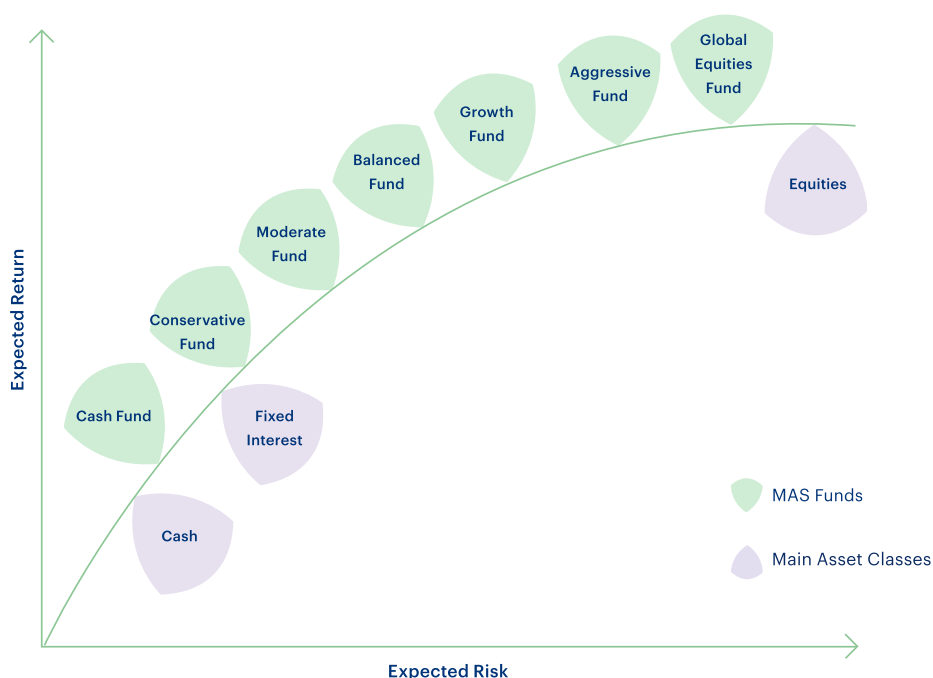 Global
Equities
Fund
Aggressive
Fund
Growth
Fund
Balanced
Fund
Equities
Moderate
Fund
Conservative
Fund
Cash Fund
Fixed
Interest
Cash
MAS Funds
Main Asset Classes
Expected Return
Expected Risk